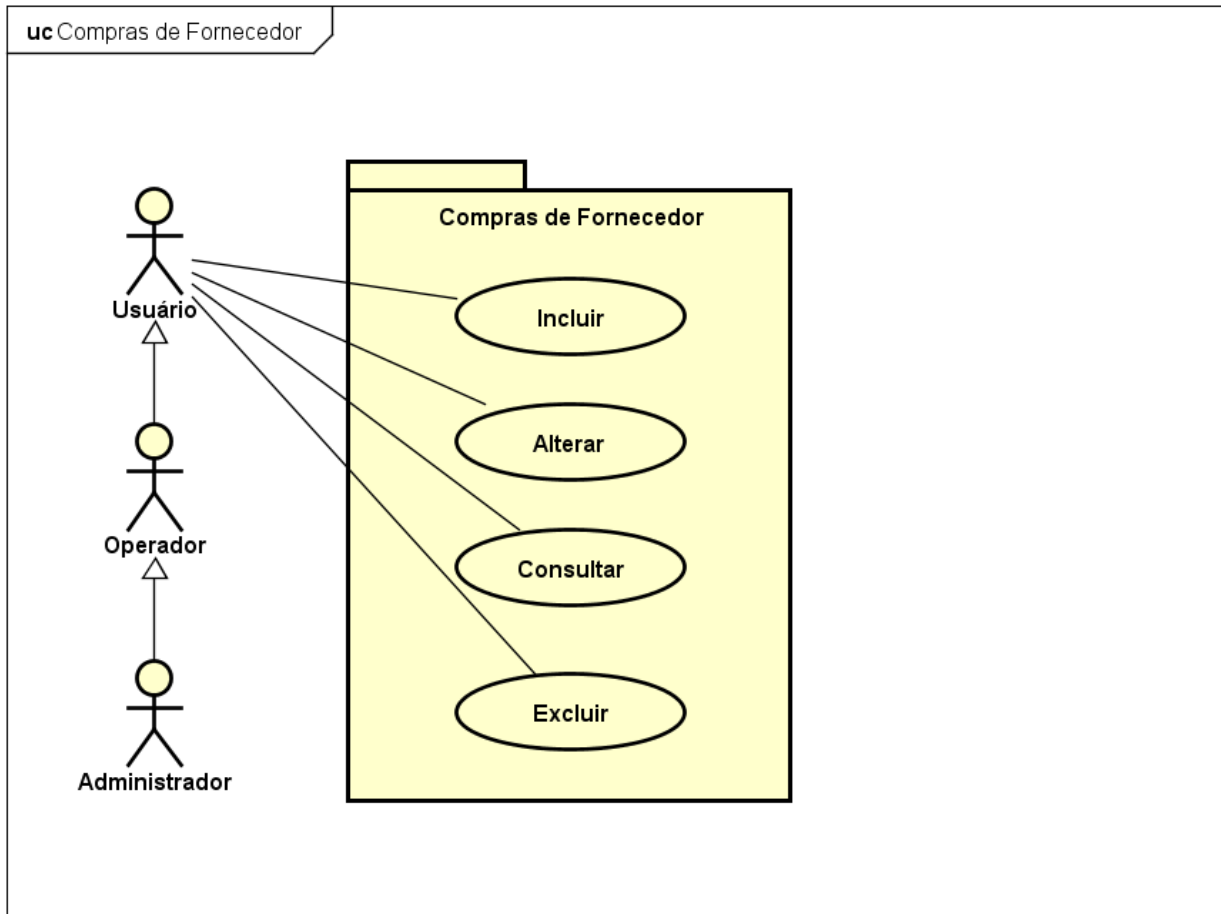 uc Compras de Fornecedor
Compras de Fornecedor
Usuário
Incluir
Alterar
Operador
Consultar
Excluir
Administrador